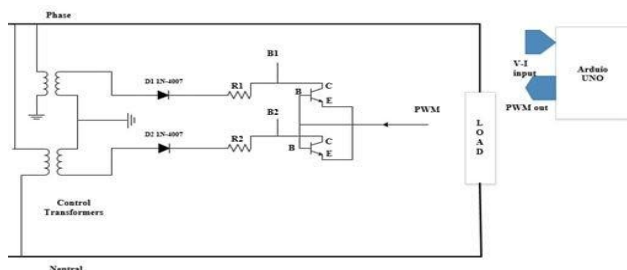 Phase
B1
D1 1N-4007
R1
C
B
E
B2
D2 1N-4007
R2
C
B
E
PWM
Control
Transformers
Neutral
L
O
A
D
V-I
input
PWM out
Arduio
UNO